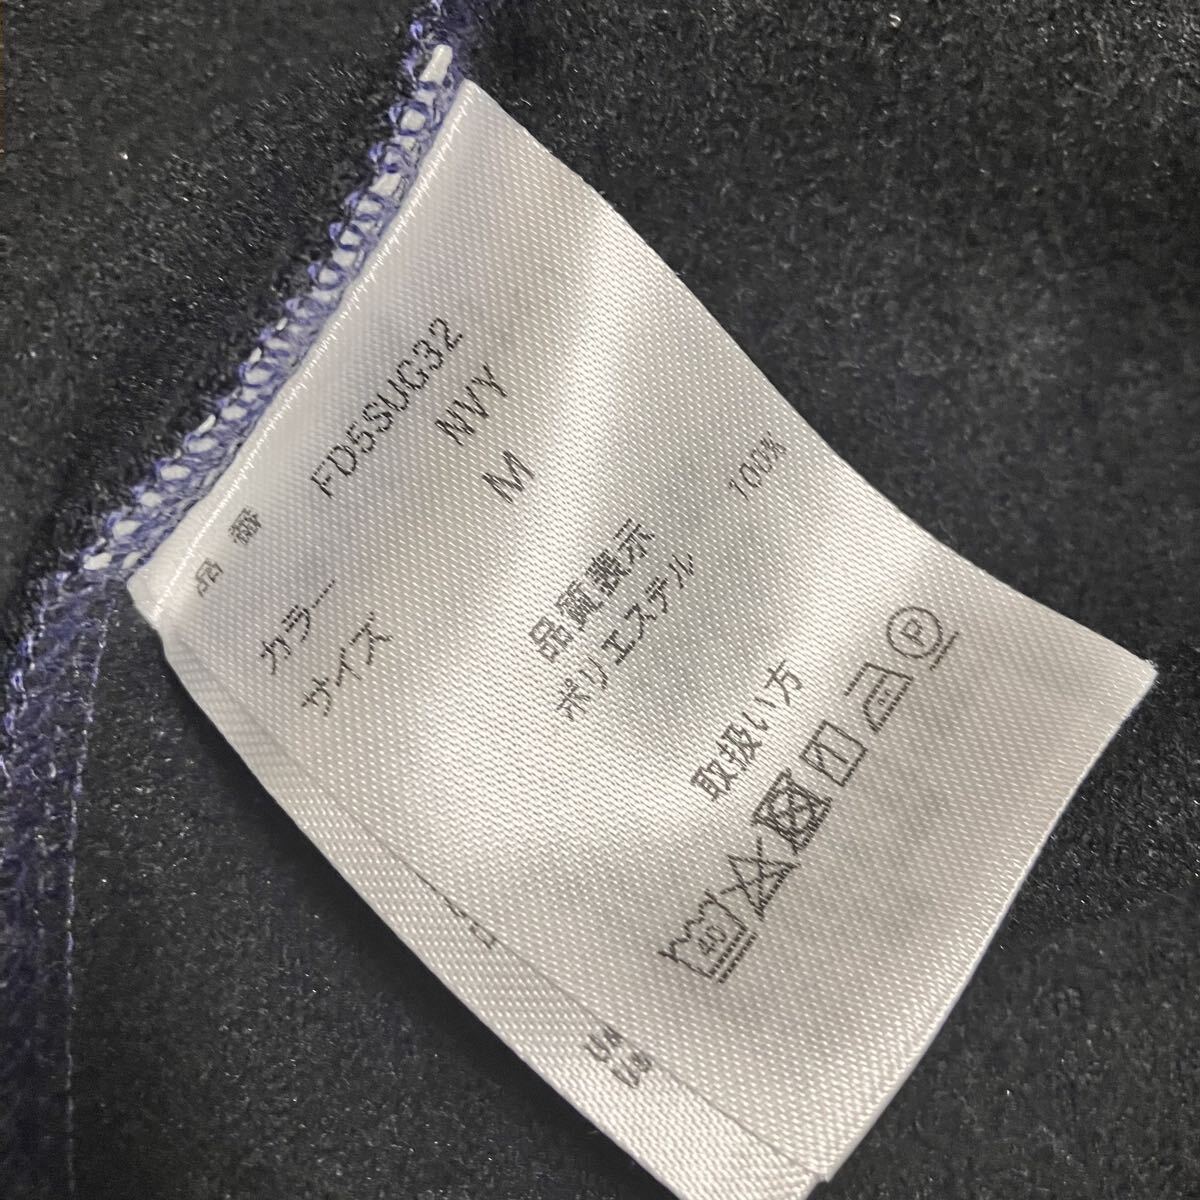 品 番 FD5SUG32
カラー NVY
サイズ M
品質表示
ポリエステル 100%
取扱い方
40
P